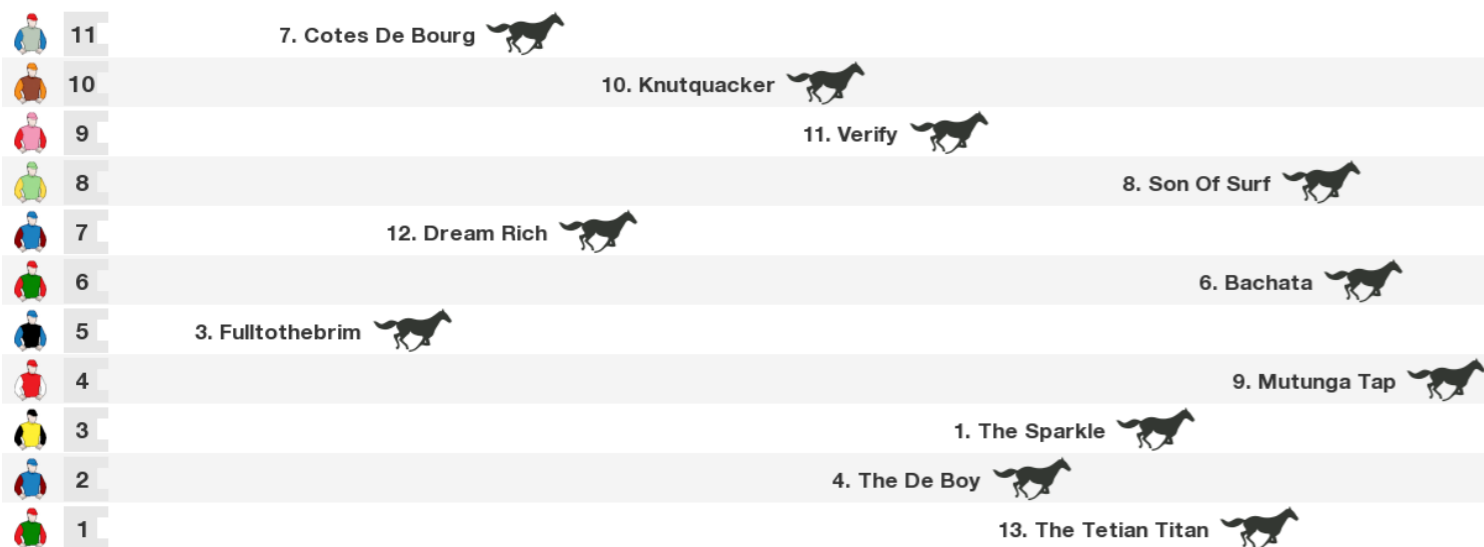 11 7. Cotes De Bourg
10 10. Knutquacker
9 11. Verify
8 8. Son Of Surf
7 12. Dream Rich
6 6. Bachata
5 3. Fulltothebrim
4 9. Mutunga Tap
3 1. The Sparkle
2 4. The De Boy
1 13. The Tetian Titan